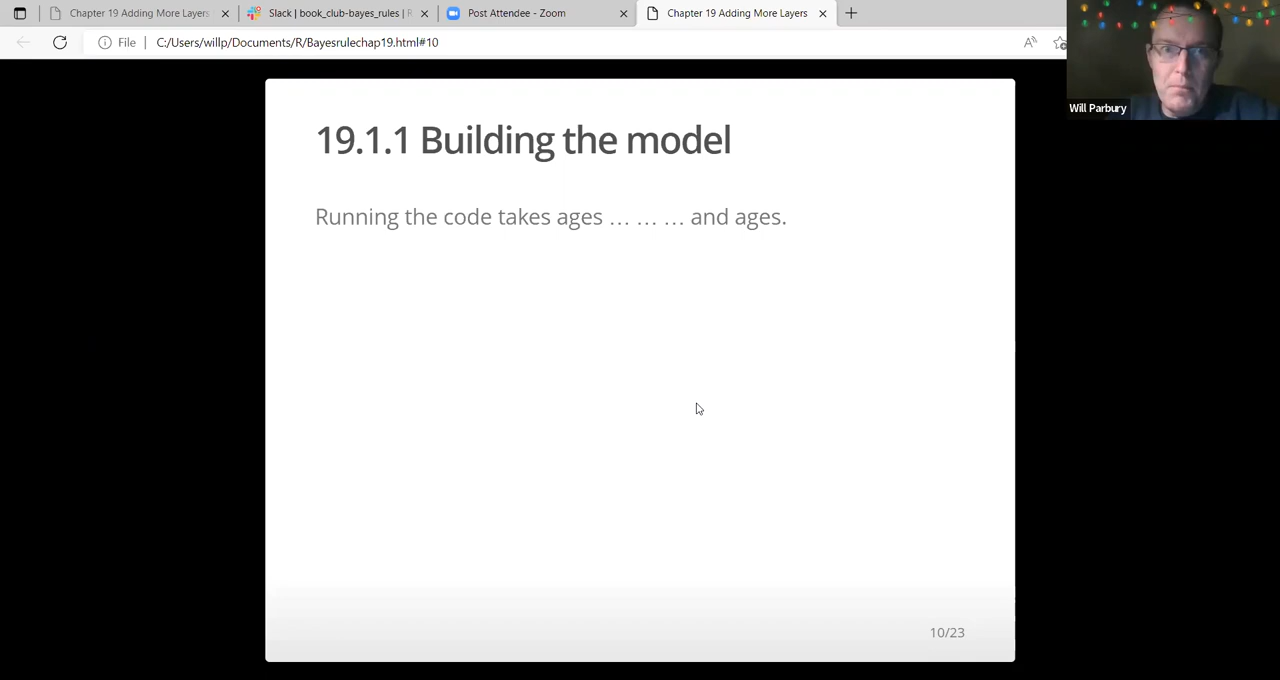 Chapter 19 Adding More Layers
Slack | book_club-bayes_rules | R
Post Attendee - Zoom
Chapter 19 Adding More Layers
File
C:/Users/willp/Documents/R/Bayesrulechap19.html#10
Will Parbury
19.1.1 Building the model
Running the code takes ages … … … and ages.
10/23